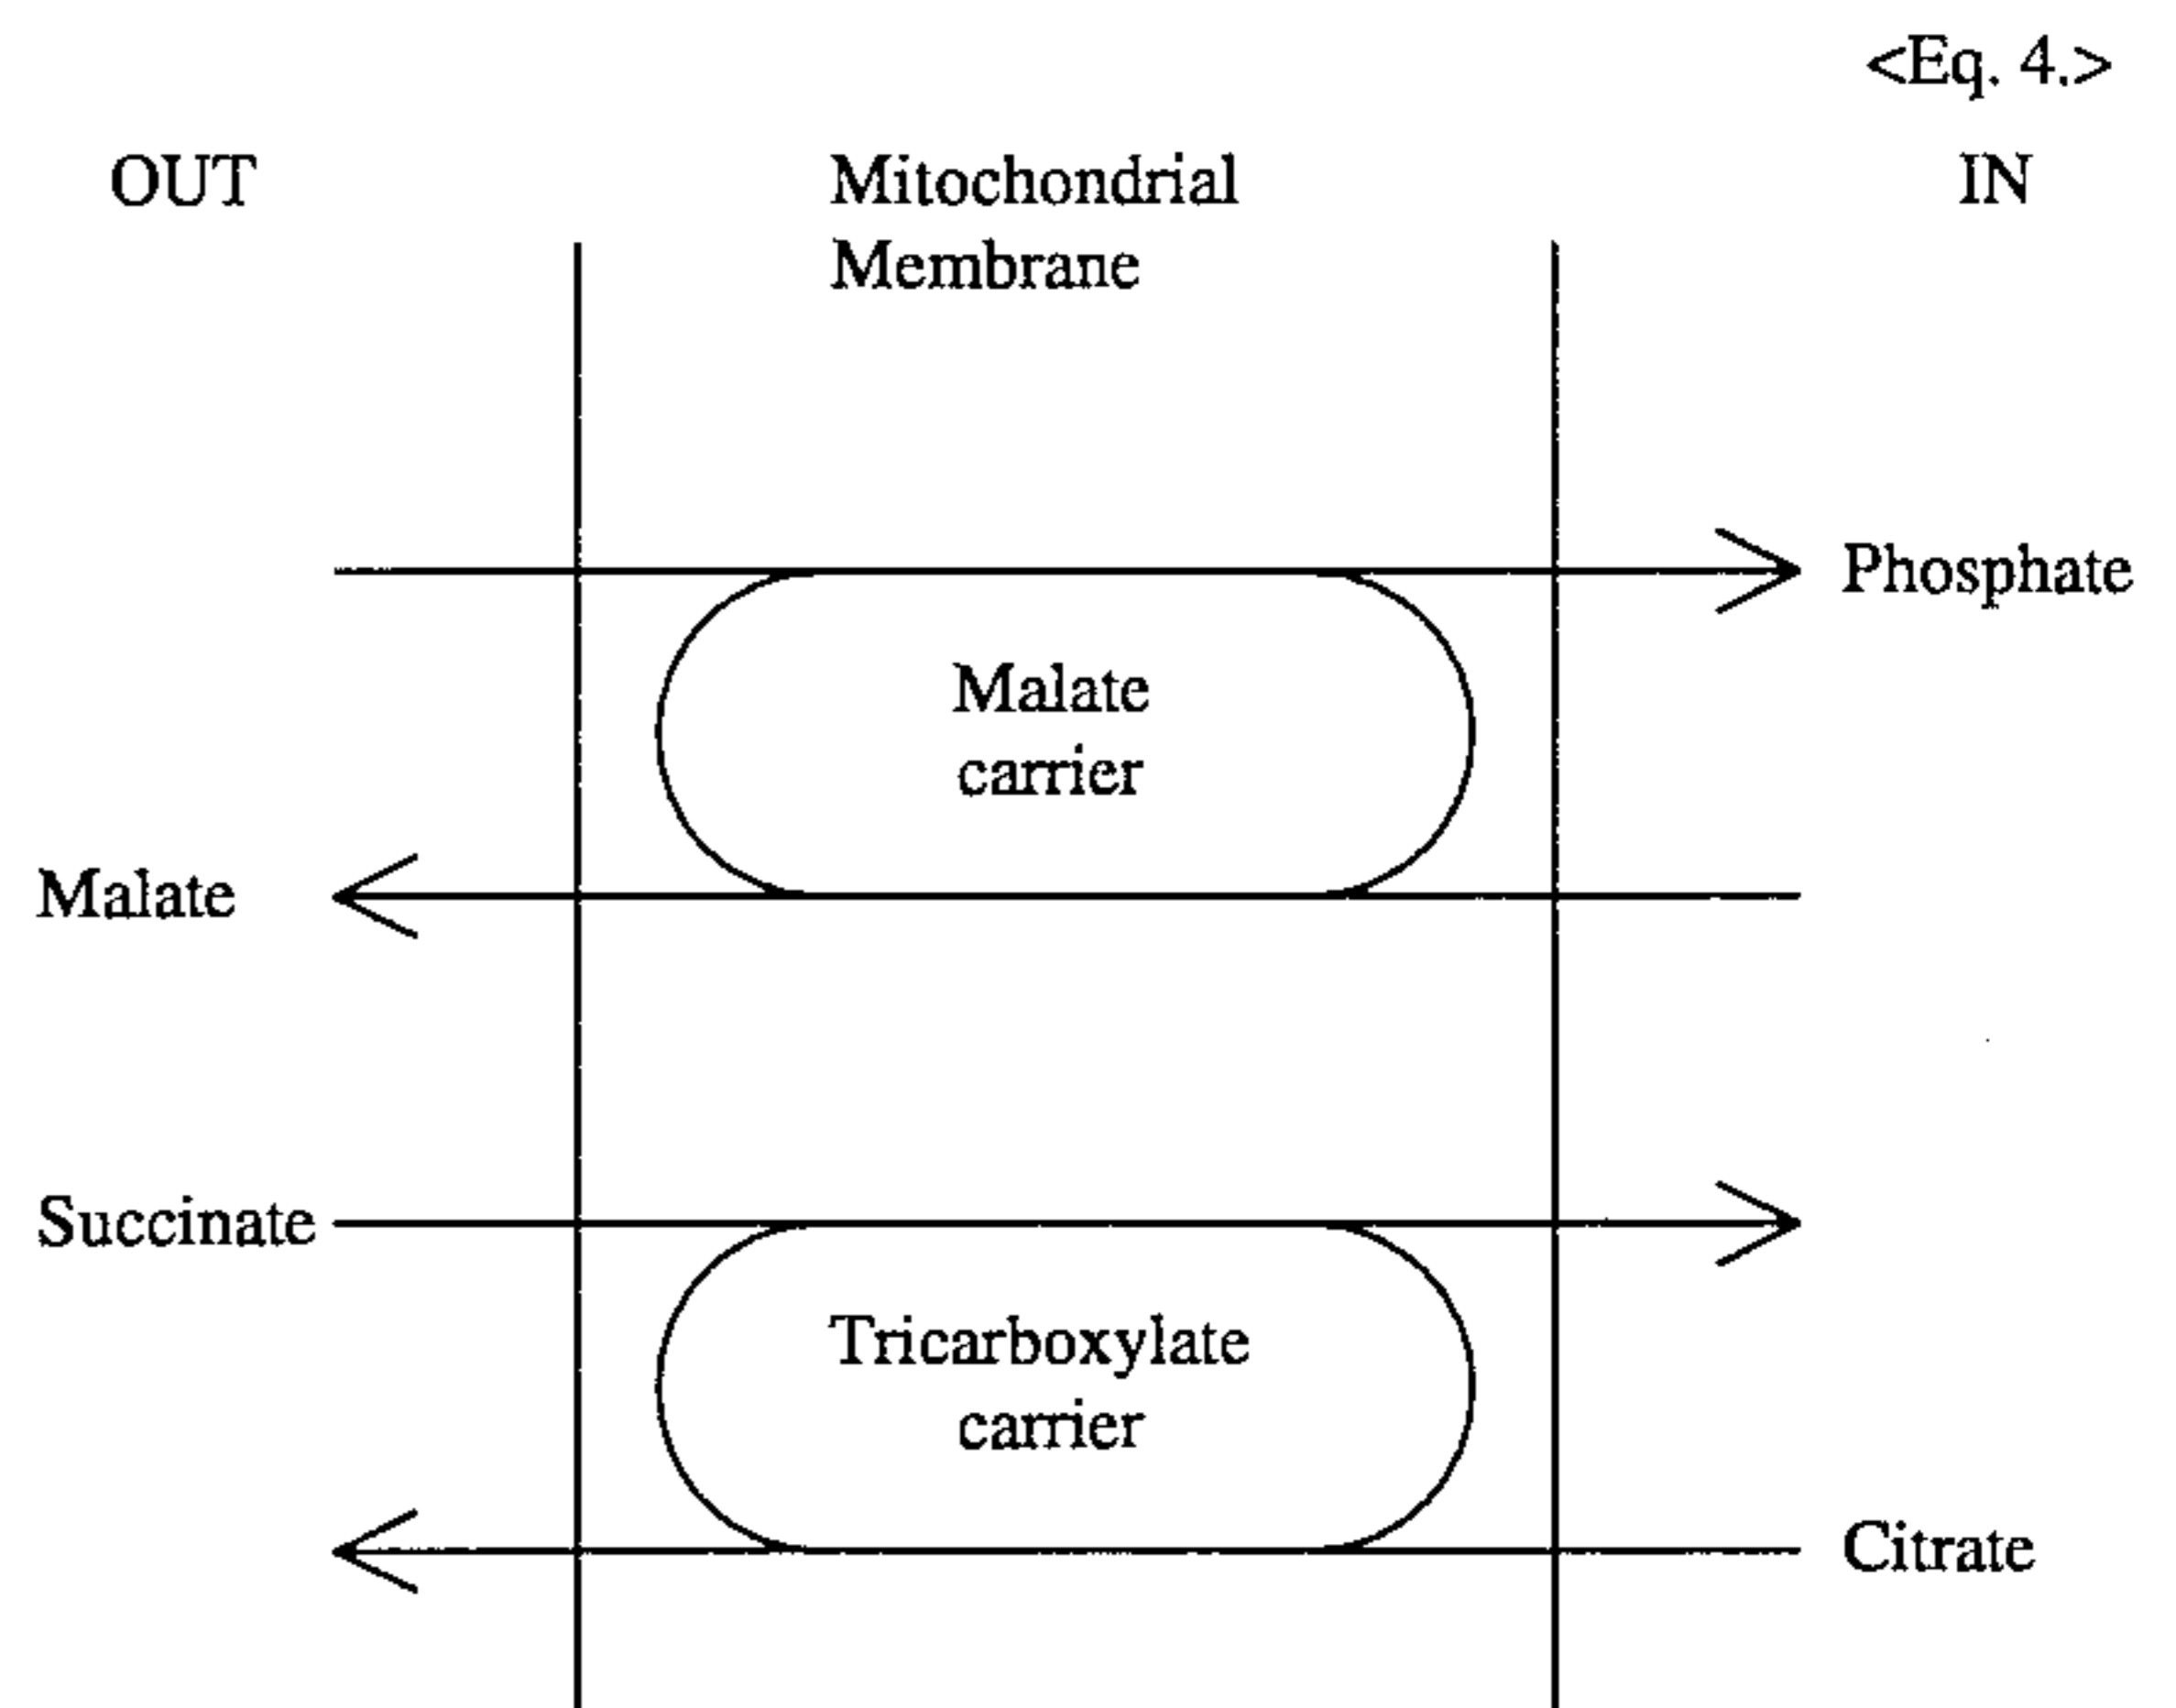 <Eq. 4.>
OUT
Mitochondrial
Membrane
IN
Phosphate
Malate
carrier
Malate
Succinate
Tricarboxylate
carrier
Citrate